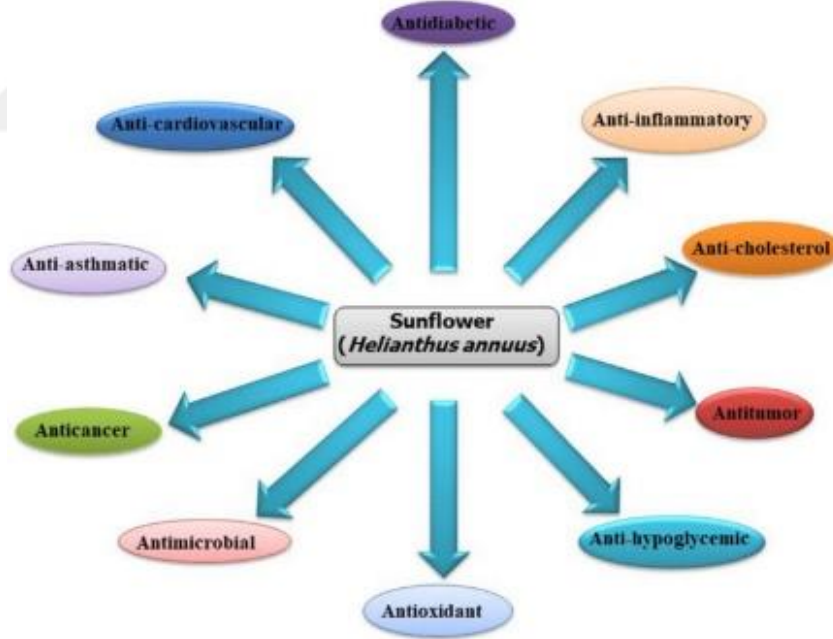 Antidiabetic
Anti-cardiovascular
Anti-inflammatory
Anti-asthmatic
Anti-cholesterol
Sunflower
(Helianthus annuus)
Anticancer
Antitumor
Antimicrobial
Anti-hypoglycemic
Antioxidant